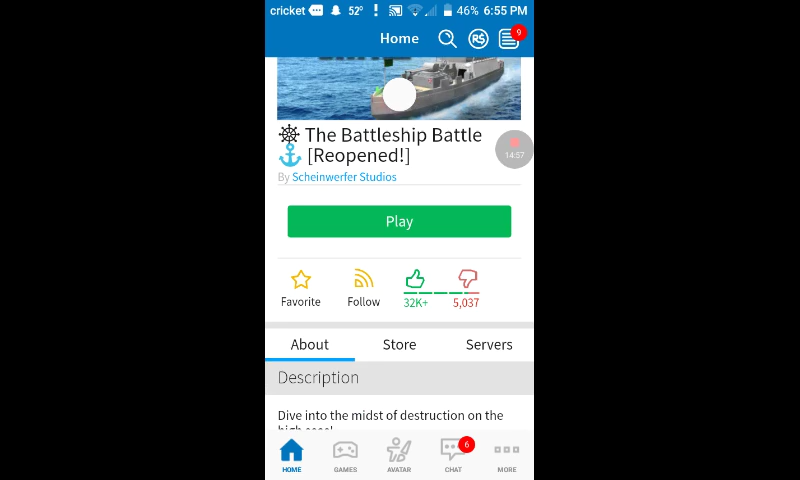 cricket 52° 46% 6:55 PM
Home R$ 9
The Battleship Battle
[Reopened!]
14:57
By Scheinwerfer Studios
Play
Favorite Follow 32K+ 5,037
About Store Servers
Description
Dive into the midst of destruction on the
6
HOME GAMES AVATAR CHAT MORE